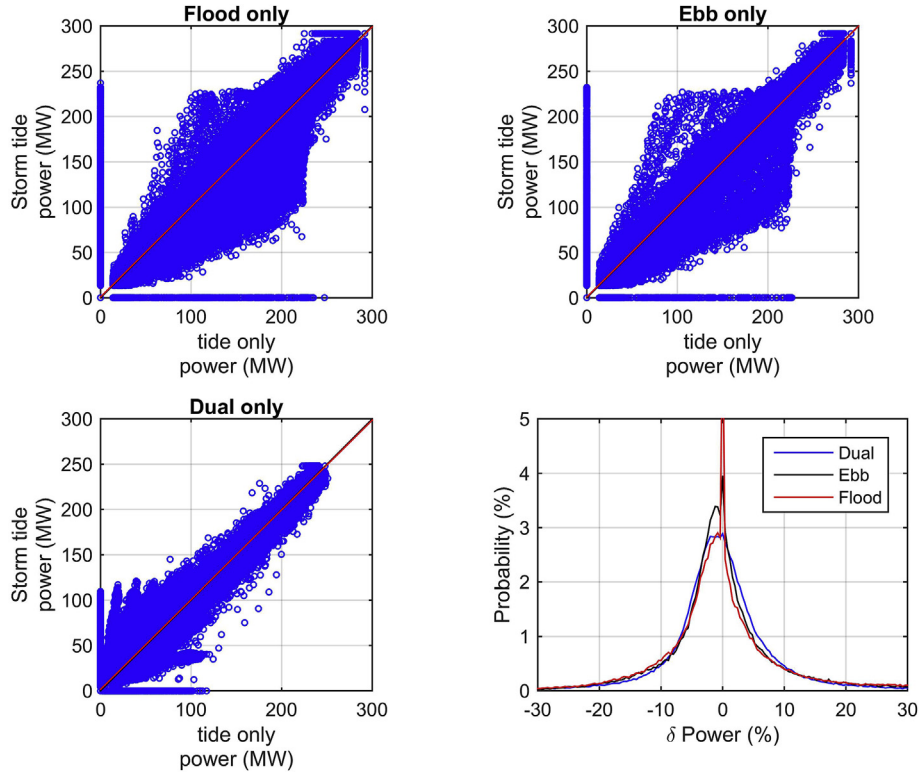 Flood only
300
250
200
150
100
50
0
Storm tide
power (MW)
0 100 200 300
tide only
power (MW)
Ebb only
300
250
200
150
100
50
0
Storm tide
power (MW)
0 100 200 300
tide only
power (MW)
Dual only
300
250
200
150
100
50
0
Storm tide
power (MW)
0 100 200 300
tide only
power (MW)
5
4
3
2
1
0
Probability (%)
Dual
Ebb
Flood
-30 -20 -10 0 10 20 30
δ Power (%)